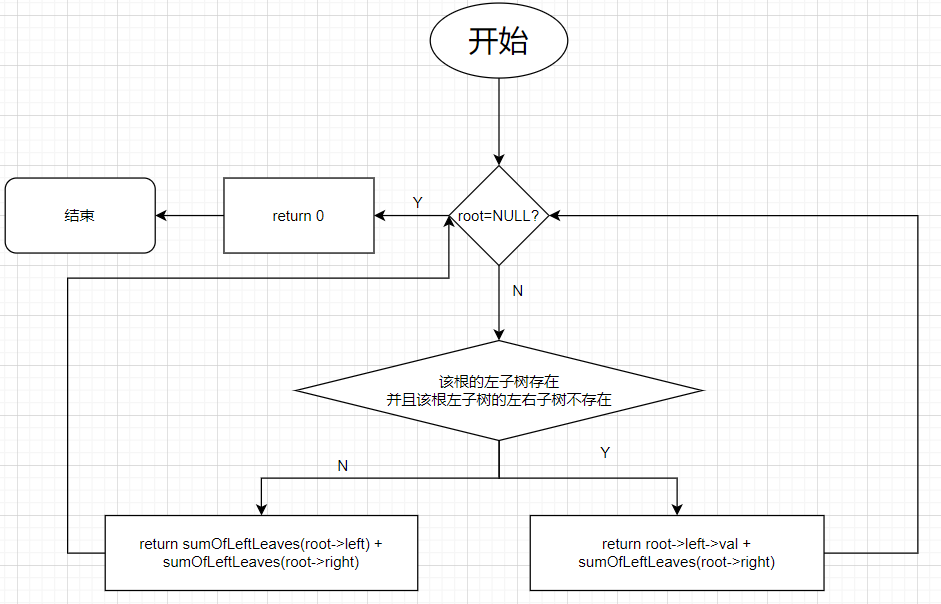 开始
结束
return 0
Y
root=NULL?
N
该根的左子树存在
并且该根左子树的左右子树不存在
N
Y
return sumOfLeftLeaves(root->left) +
sumOfLeftLeaves(root->right)
return root->left->val +
sumOfLeftLeaves(root->right)